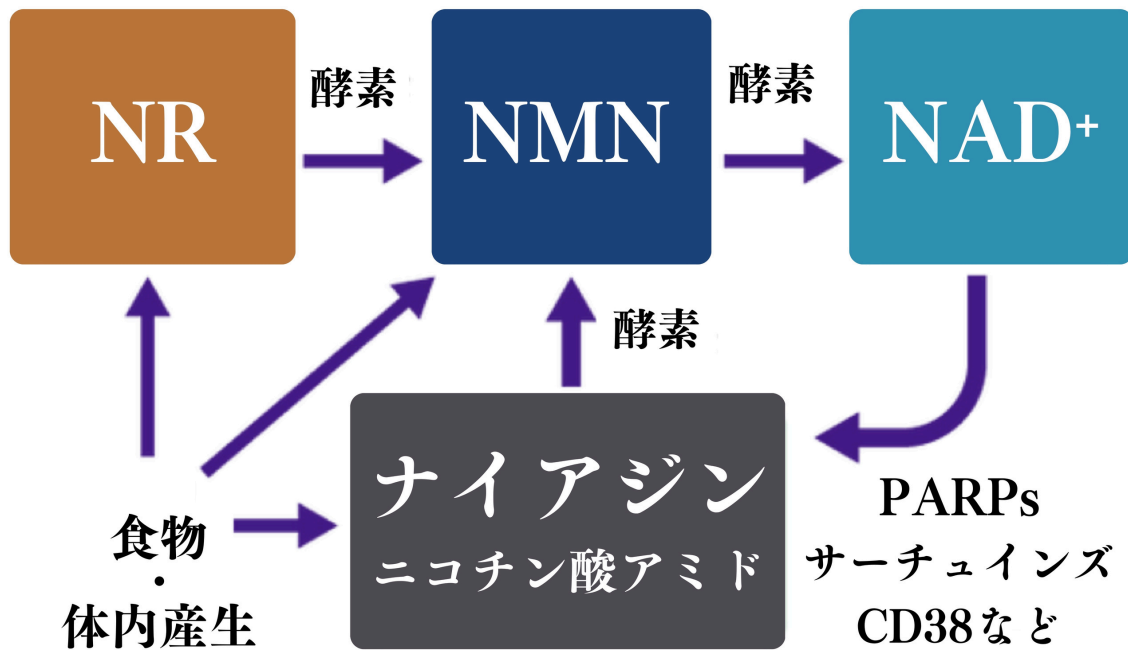 NR
酵素
NMN
酵素
NAD⁺
酵素
ナイアジン
ニコチン酸アミド
食物
・
体内産生
PARPs
サーチュインズ
CD38など